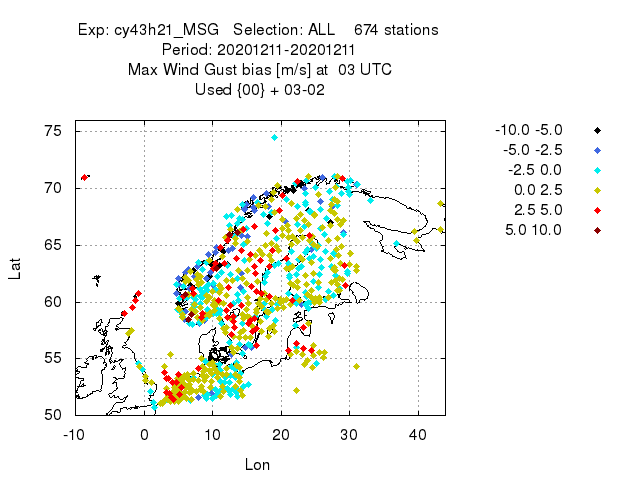 Exp: cy43h21_MSG   Selection: ALL    674 stations
Period: 20201211-20201211
Max Wind Gust bias [m/s] at  03 UTC
Used {00} + 03-02
-10.0 -5.0
-5.0 -2.5
-2.5 0.0
0.0 2.5
2.5 5.0
5.0 10.0
75
70
65
60
55
50
Lat
-10 0 10 20 30 40
Lon